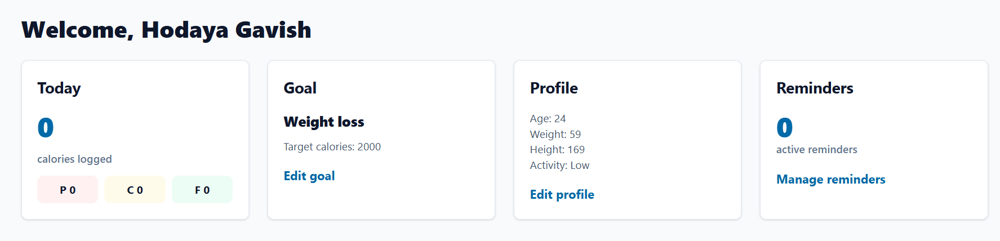 Welcome, Hodaya Gavish
Today
0
calories logged
P 0
C 0
F 0
Goal
Weight loss
Target calories: 2000
Edit goal
Profile
Age: 24
Weight: 59
Height: 169
Activity: Low
Edit profile
Reminders
0
active reminders
Manage reminders